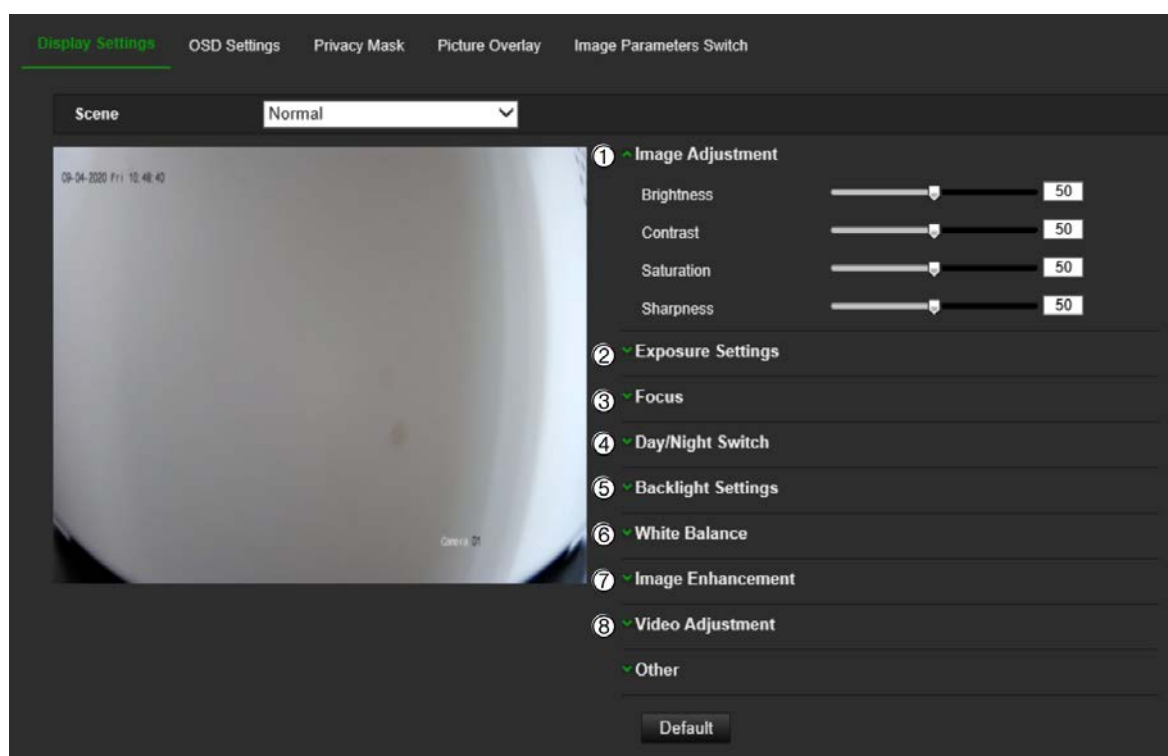 Display Settings OSD Settings Privacy Mask Picture Overlay Image Parameters Switch
Scene Normal
09-04-2020 Fri 10:48:40
① Image Adjustment
Brightness 50
Contrast 50
Saturation 50
Sharpness 50
② Exposure Settings
③ Focus
④ Day/Night Switch
⑤ Backlight Settings
⑥ White Balance
Camera 01
⑦ Image Enhancement
⑧ Video Adjustment
Other
Default